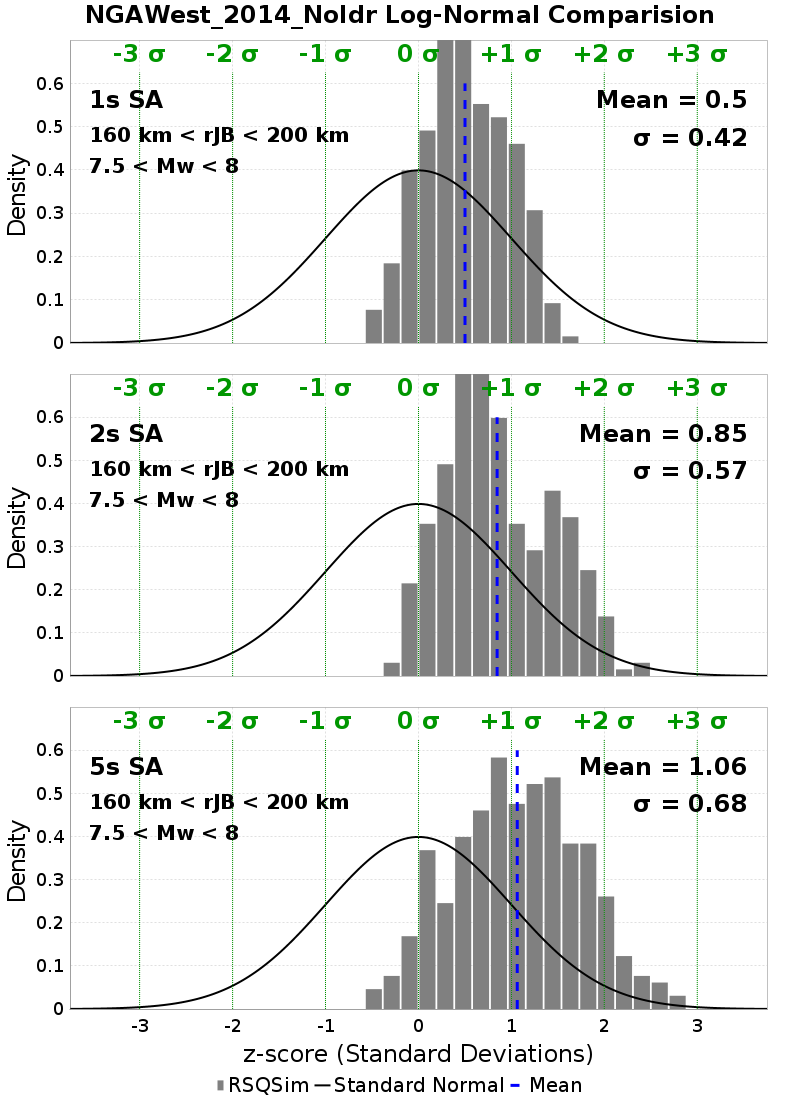 NGAWest_2014_NoIdr Log-Normal Comparision
-3 σ -2 σ -1 σ 0 σ +1 σ +2 σ +3 σ
1s SA
160 km < rJB < 200 km
7.5 < Mw < 8
Mean = 0.5
σ = 0.42
Density
0.6
0.5
0.4
0.3
0.2
0.1
0
-3 σ -2 σ -1 σ 0 σ +1 σ +2 σ +3 σ
2s SA
160 km < rJB < 200 km
7.5 < Mw < 8
Mean = 0.85
σ = 0.57
Density
0.6
0.5
0.4
0.3
0.2
0.1
0
-3 σ -2 σ -1 σ 0 σ +1 σ +2 σ +3 σ
5s SA
160 km < rJB < 200 km
7.5 < Mw < 8
Mean = 1.06
σ = 0.68
Density
0.6
0.5
0.4
0.3
0.2
0.1
0
-3 -2 -1 0 1 2 3
z-score (Standard Deviations)
RSQSim Standard Normal Mean